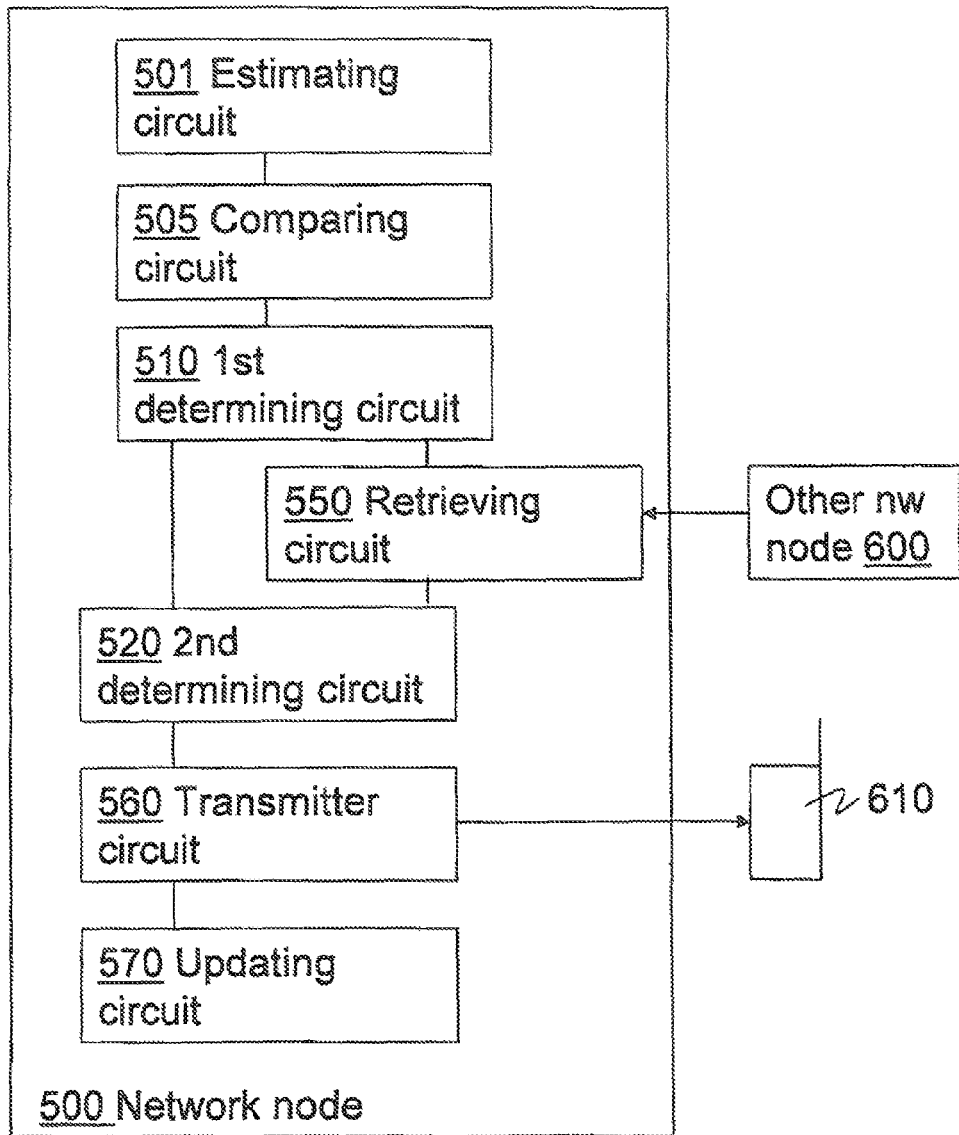 501 Estimating
circuit
505 Comparing
circuit
510 1st
determining circuit
550 Retrieving
circuit
Other nw
node 600
520 2nd
determining circuit
560 Transmitter
circuit
610
570 Updating
circuit
500 Network node